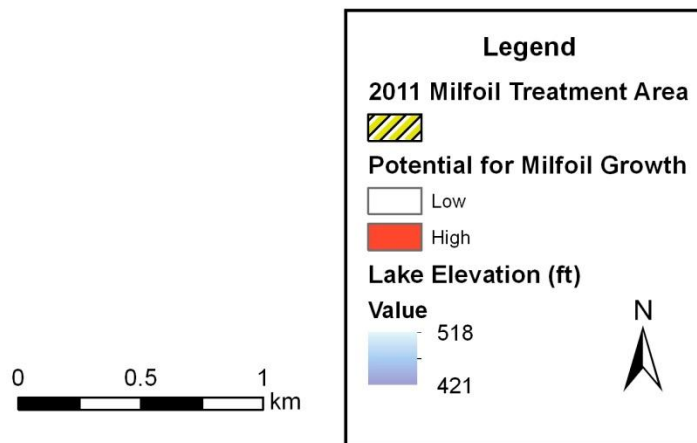 Legend
2011 Milfoil Treatment Area
Potential for Milfoil Growth
Low
High
Lake Elevation (ft)
Value
518
421
N
0 0.5 1
km